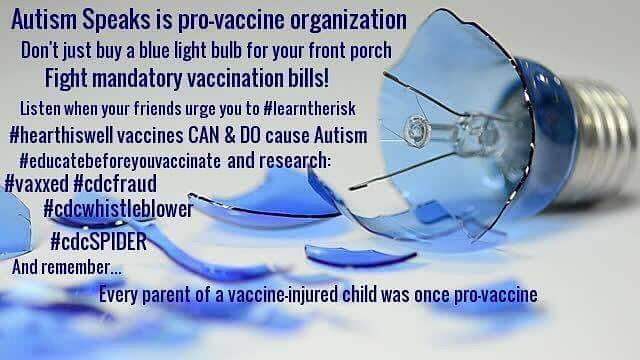 Autism Speaks is pro-vaccine organization
Don't just buy a blue light bulb for your front porch
Fight mandatory vaccination bills!
Listen when your friends urge you to #learntherisk
#hearthiswell vaccines CAN & DO cause Autism
#educatebeforeyouvaccinate and research:
#vaxxed #cdcfraud
#cdcwhistleblower
#cdcSPIDER
And remember...
Every parent of a vaccine-injured child was once pro-vaccine